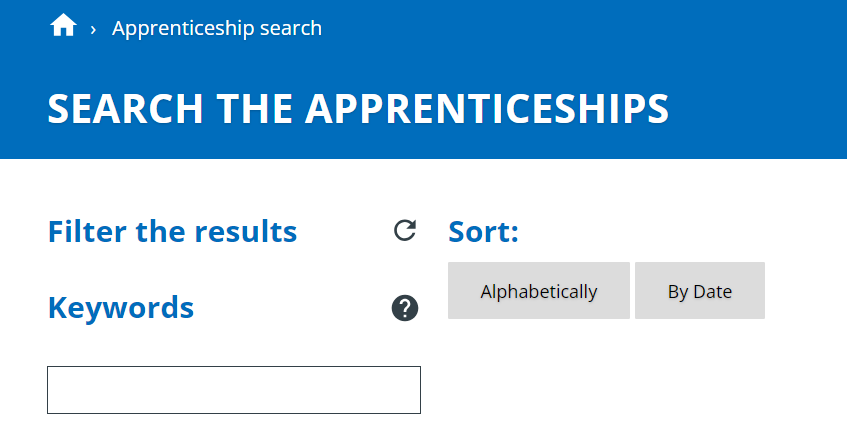 › Apprenticeship search
SEARCH THE APPRENTICESHIPS
Filter the results
Keywords
?
Sort:
Alphabetically By Date